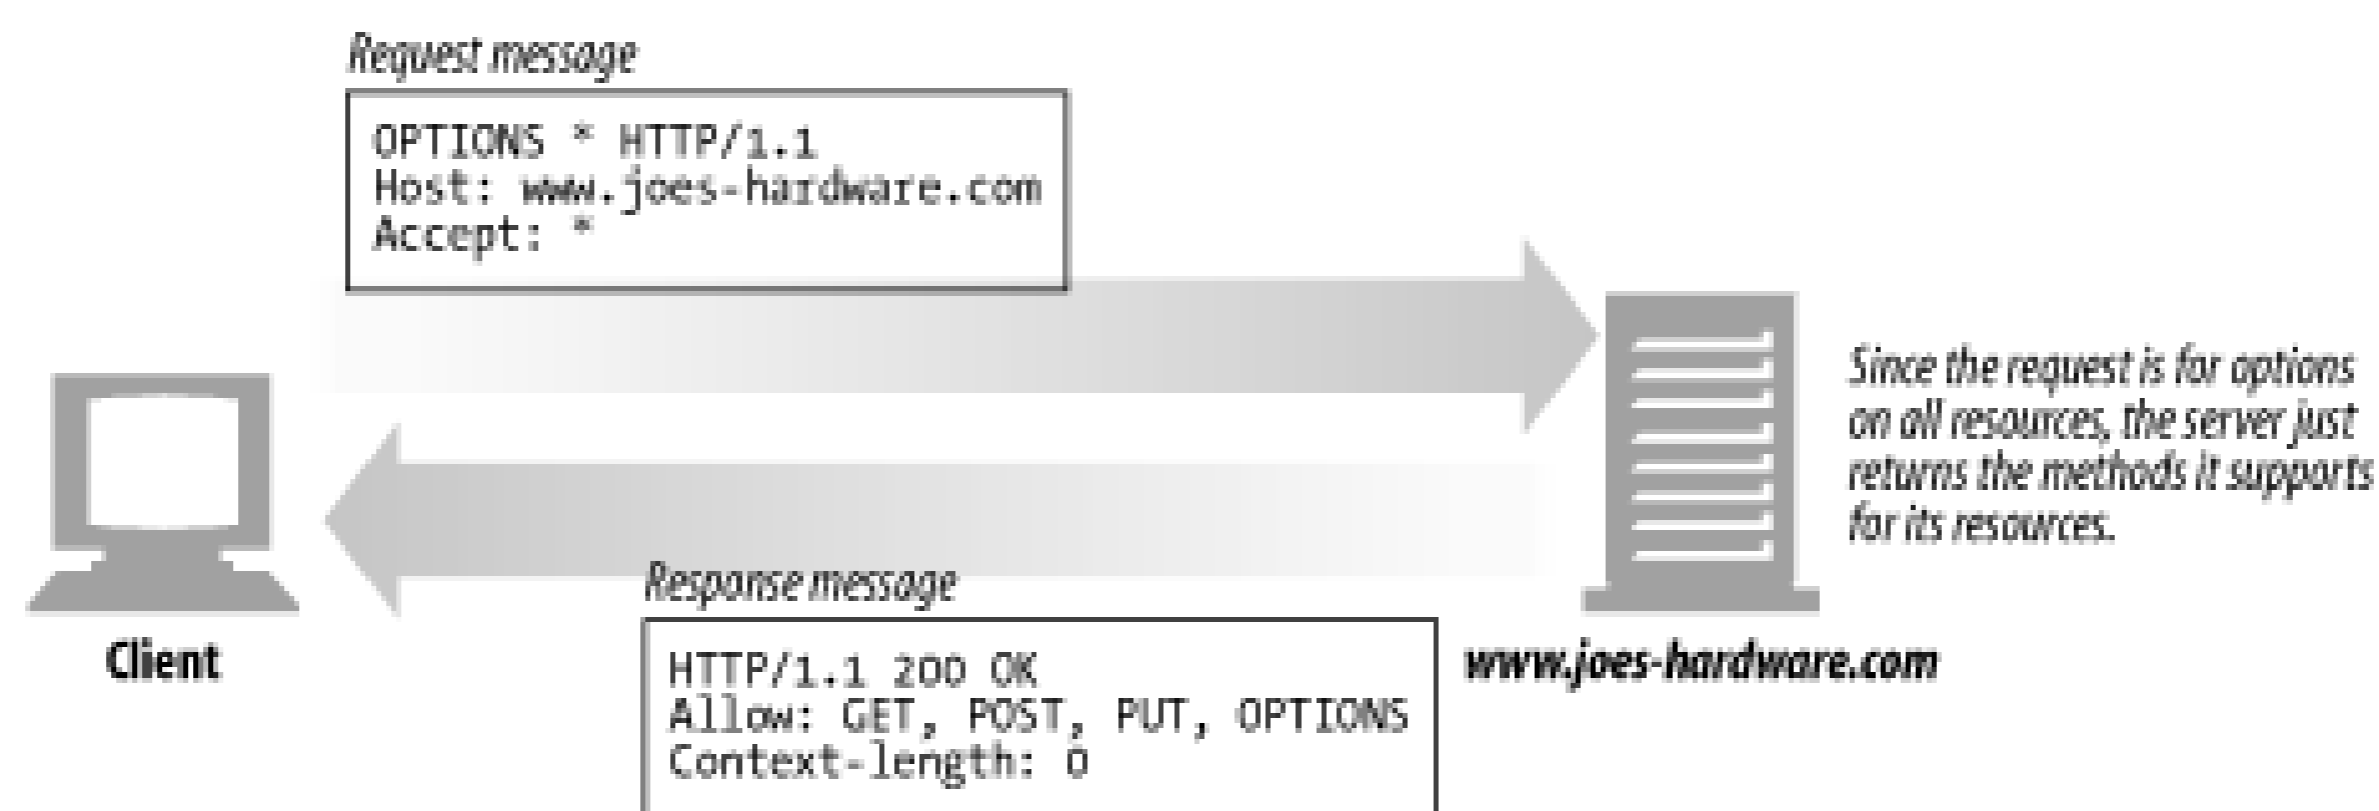 Request message
OPTIONS * HTTP/1.1
Host: www.joes-hardware.com
Accept: *
Since the request is for options
on all resources, the server just
returns the methods it supports
for its resources.
Response message
HTTP/1.1 200 OK
Allow: GET, POST, PUT, OPTIONS
Context-length: 0
Client
www.joes-hardware.com